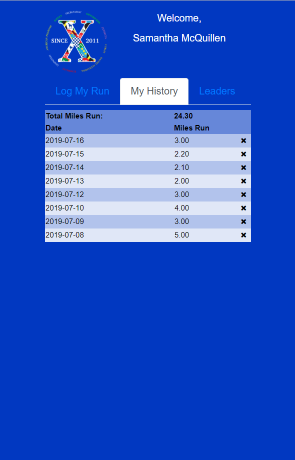 Welcome,
Samantha McQuillen
SINCE X 2011
Log My Run My History Leaders
Total Miles Run: 24.30
Date Miles Run
2019-07-16 3.00 ✖
2019-07-15 2.20 ✖
2019-07-14 2.10 ✖
2019-07-13 2.00 ✖
2019-07-12 3.00 ✖
2019-07-10 4.00 ✖
2019-07-09 3.00 ✖
2019-07-08 5.00 ✖